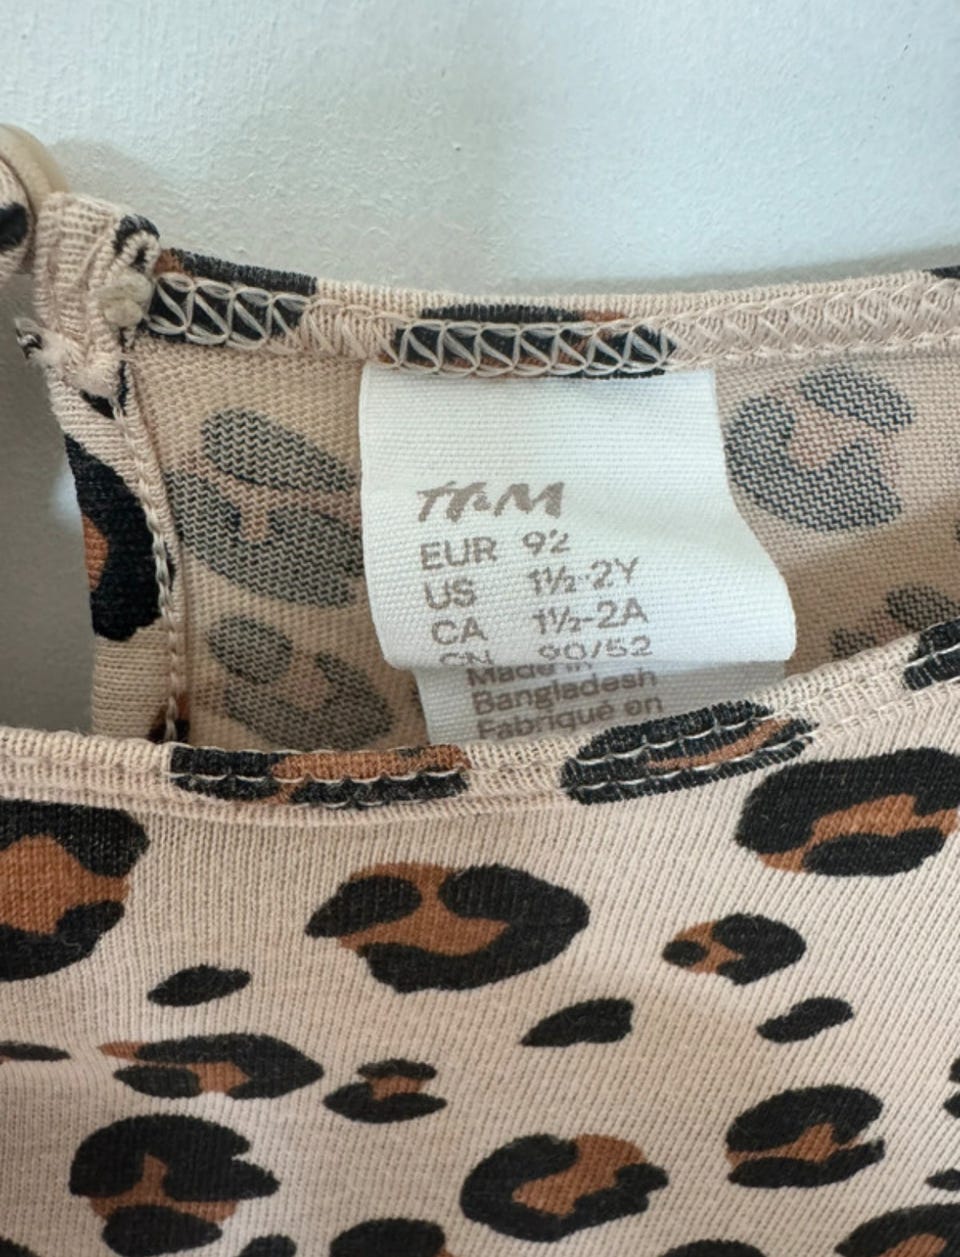 H&M
EUR 92
US 1½-2Y
CA 1½-2A
CN 90/52
Made in
Bangladesh
Fabriqué en